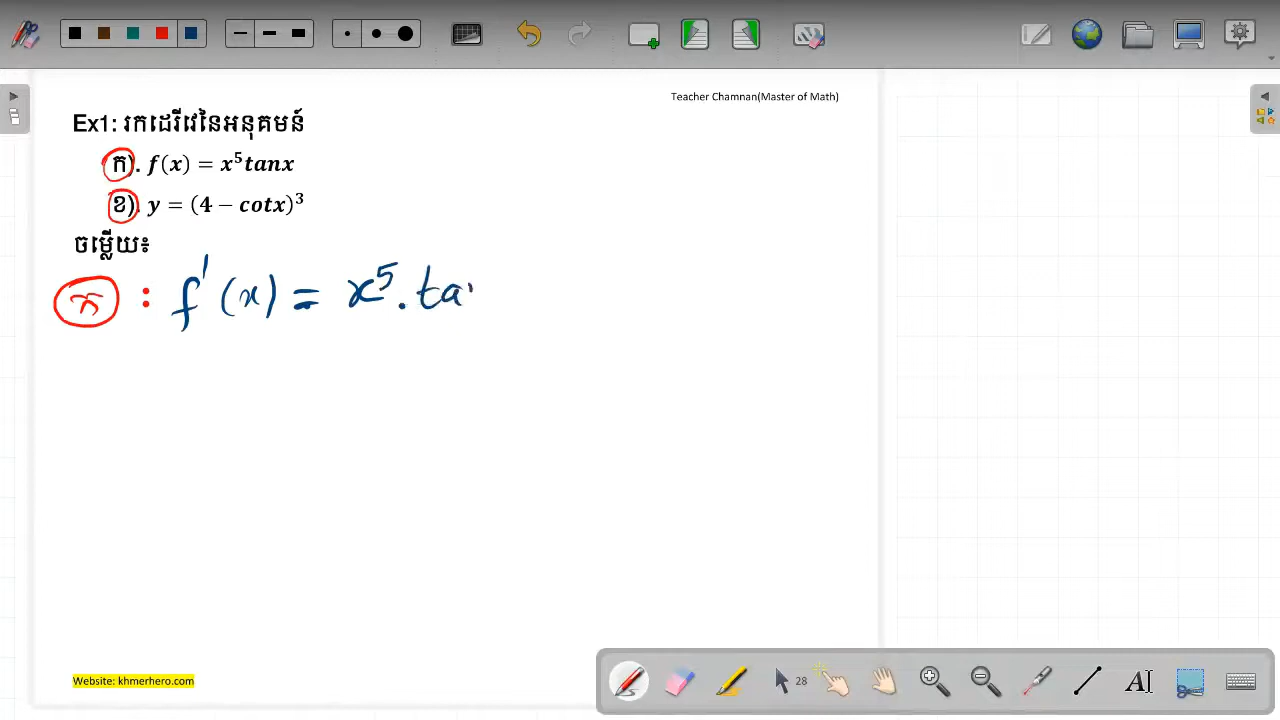 Teacher Chamnan(Master of Math)
Ex1: រកដេរីវេនៃអនុគមន៍
ក). f(x) = x⁵tanx
ខ). y = (4 − cotx)³
ចម្លើយ៖
ក : f'(x) = x⁵.ta
Website: khmerhero.com
28